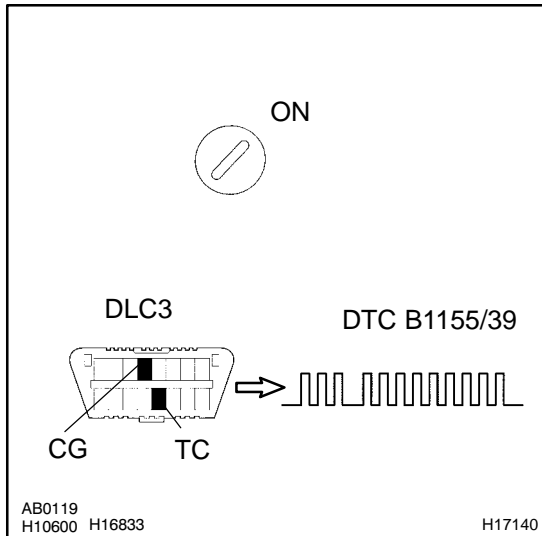 ON
DLC3
DTC B1155/39
CG
TC
AB0119
H10600 H16833
H17140